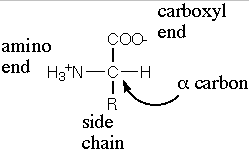 carboxyl
end
COO-
amino
end
H₃⁺N—C—H
α carbon
R
side
chain